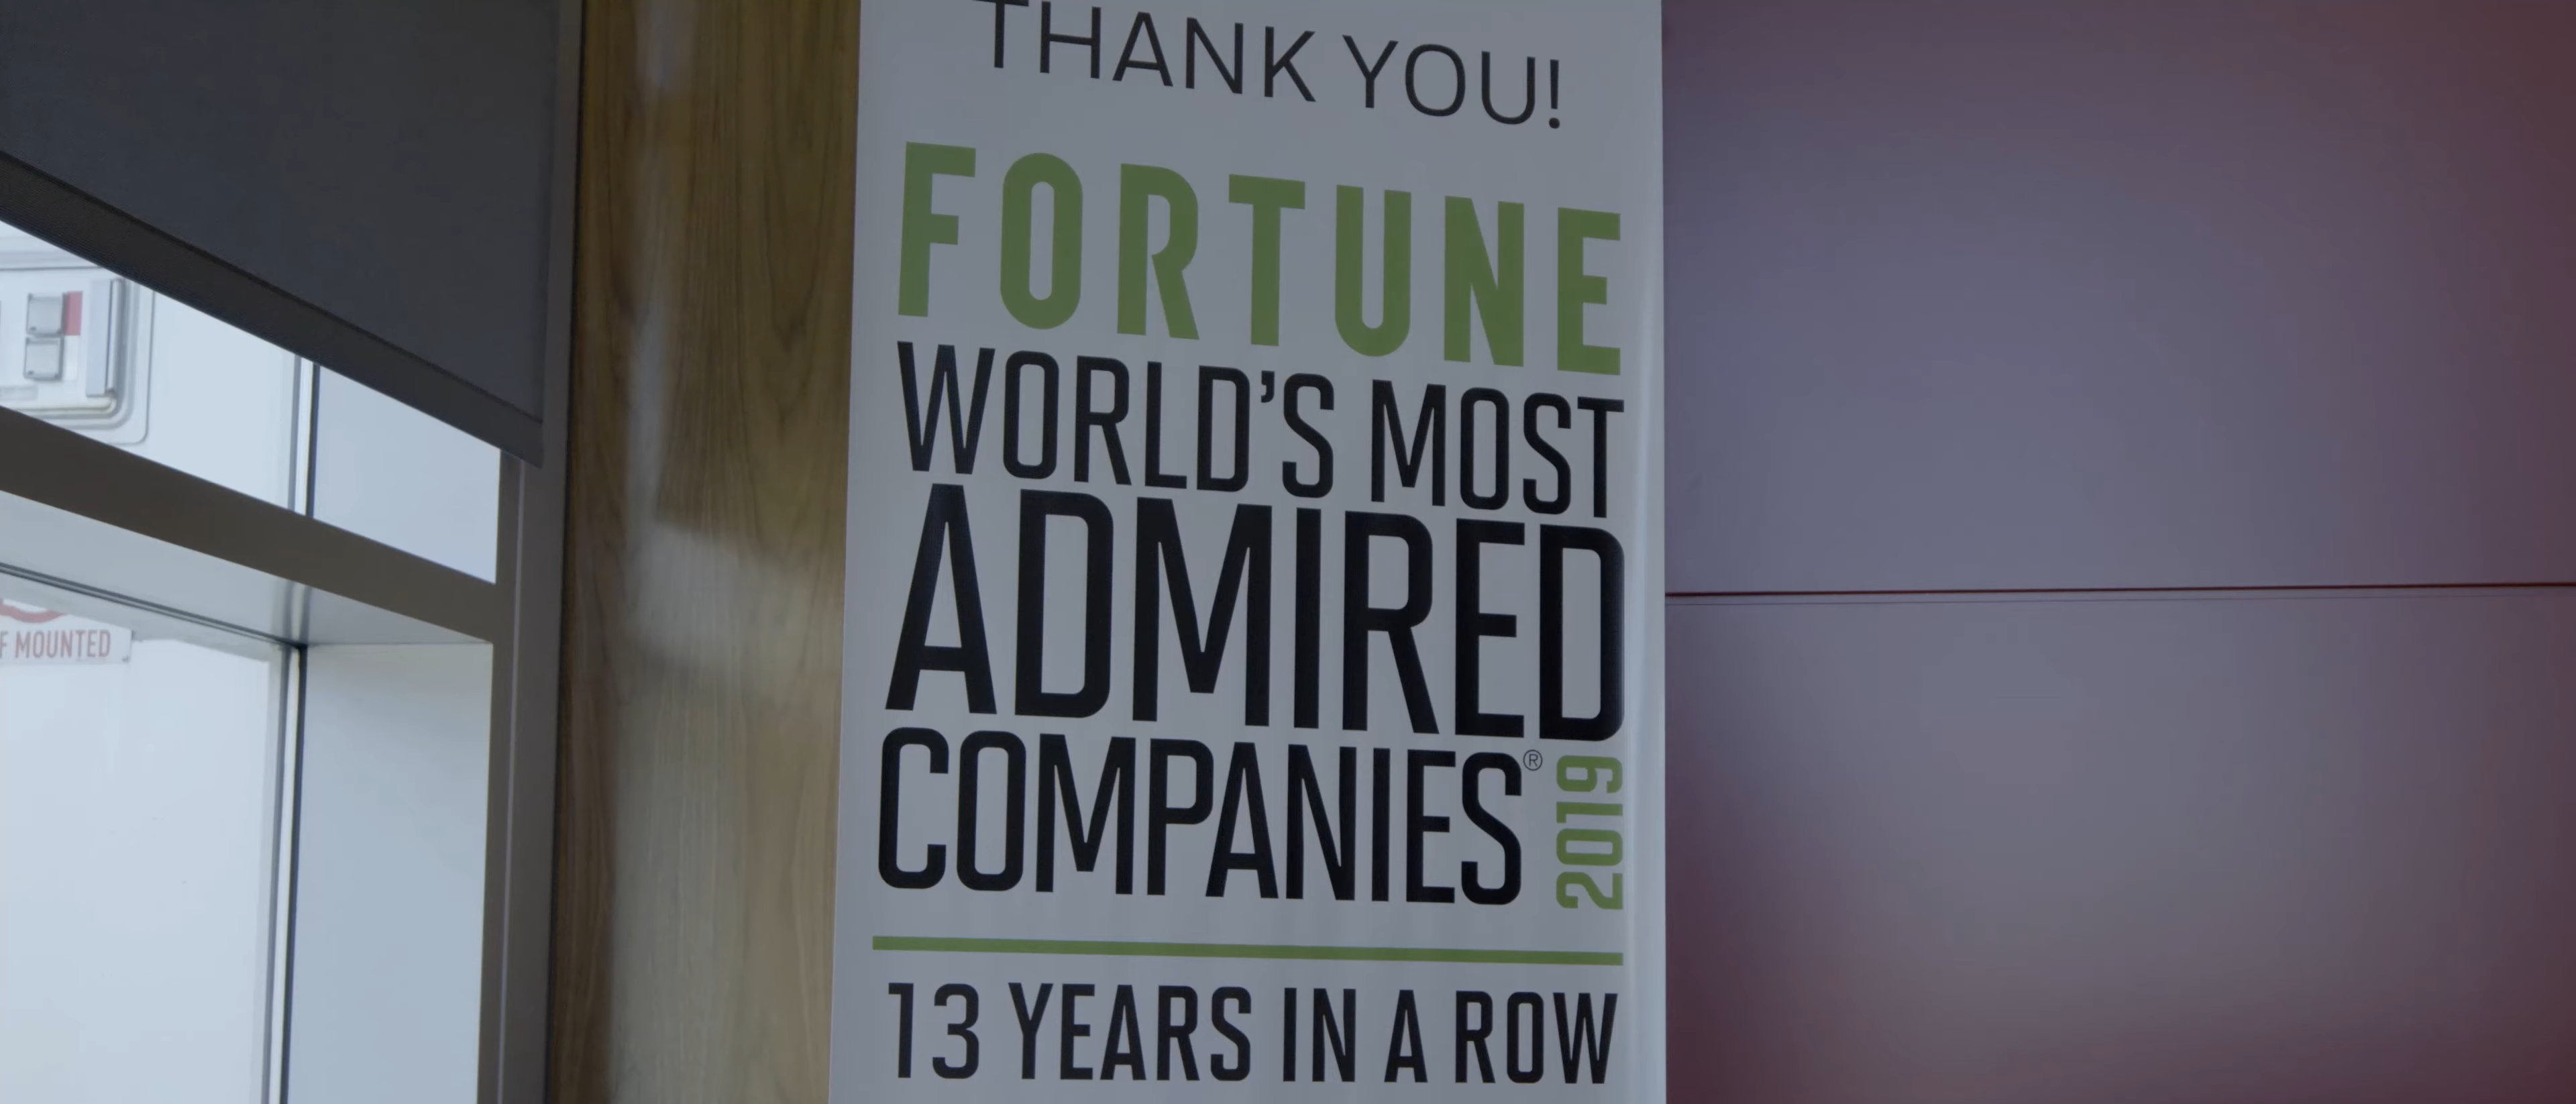 THANK YOU!
FORTUNE
WORLD'S MOST
ADMIRED
COMPANIES® 2019
13 YEARS IN A ROW
MOUNTED